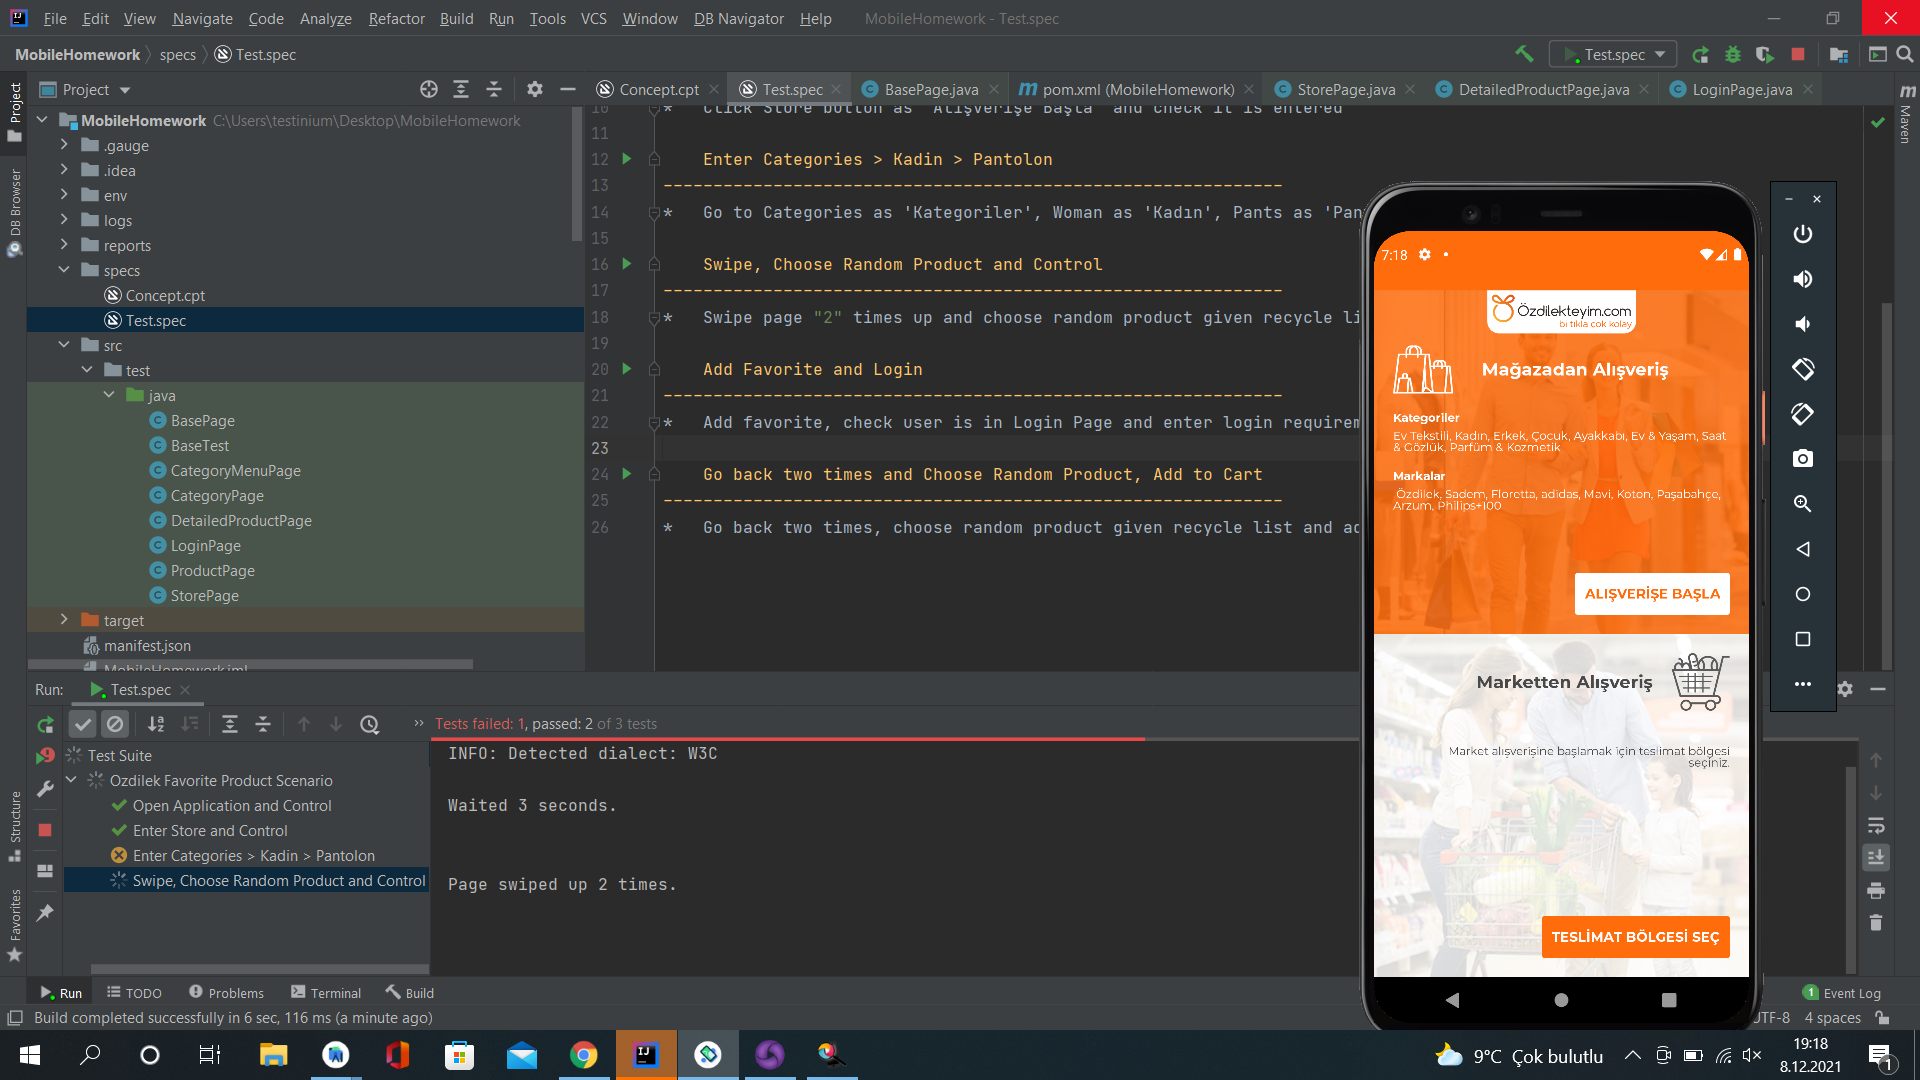 File Edit View Navigate Code Analyze Refactor Build Run Tools VCS Window DB Navigator Help MobileHomework - Test.spec
MobileHomework specs Test.spec
Test.spec
Project
Concept.cpt Test.spec BasePage.java pom.xml (MobileHomework) StorePage.java DetailedProductPage.java LoginPage.java
Project
DB Browser
Structure
Favorites
Maven
MobileHomework C:\Users\testinium\Desktop\MobileHomework
.gauge
.idea
env
logs
reports
specs
Concept.cpt
Test.spec
src
test
java
BasePage
BaseTest
CategoryMenuPage
CategoryPage
DetailedProductPage
LoginPage
ProductPage
StorePage
target
manifest.json
MobileHomework.iml
10 * Click Store button as 'Alışverişe Başla' and check it is entered
11
12 Enter Categories > Kadin > Pantolon
13 --------------------------------------------------------------
14 * Go to Categories as 'Kategoriler', Woman as 'Kadın', Pants as 'Pan
15
16 Swipe, Choose Random Product and Control
17 --------------------------------------------------------------
18 * Swipe page "2" times up and choose random product given recycle li
19
20 Add Favorite and Login
21 --------------------------------------------------------------
22 * Add favorite, check user is in Login Page and enter login requirem
23
24 Go back two times and Choose Random Product, Add to Cart
25 --------------------------------------------------------------
26 * Go back two times, choose random product given recycle list and ad
7:18
Özdilekteyim.com
bi tıkla çok kolay
Mağazadan Alışveriş
Kategoriler
Ev Tekstili, Kadın, Erkek, Çocuk, Ayakkabı, Ev & Yaşam, Saat
& Gözlük, Parfüm & Kozmetik
Markalar
Özdilek, Sadem, Floretta, adidas, Mavi, Koton, Paşabahçe,
Arzum, Philips+100
ALIŞVERİŞE BAŞLA
Marketten Alışveriş
Market alışverişine başlamak için teslimat bölgesi
seçiniz.
TESLİMAT BÖLGESİ SEÇ
Run: Test.spec
Tests failed: 1, passed: 2 of 3 tests
Test Suite
Ozdilek Favorite Product Scenario
Open Application and Control
Enter Store and Control
Enter Categories > Kadin > Pantolon
Swipe, Choose Random Product and Control
INFO: Detected dialect: W3C
Waited 3 seconds.
Page swiped up 2 times.
Run TODO Problems Terminal Build 1 Event Log
Build completed successfully in 6 sec, 116 ms (a minute ago) UTF-8 4 spaces
9°C Çok bulutlu 19:18
8.12.2021
1